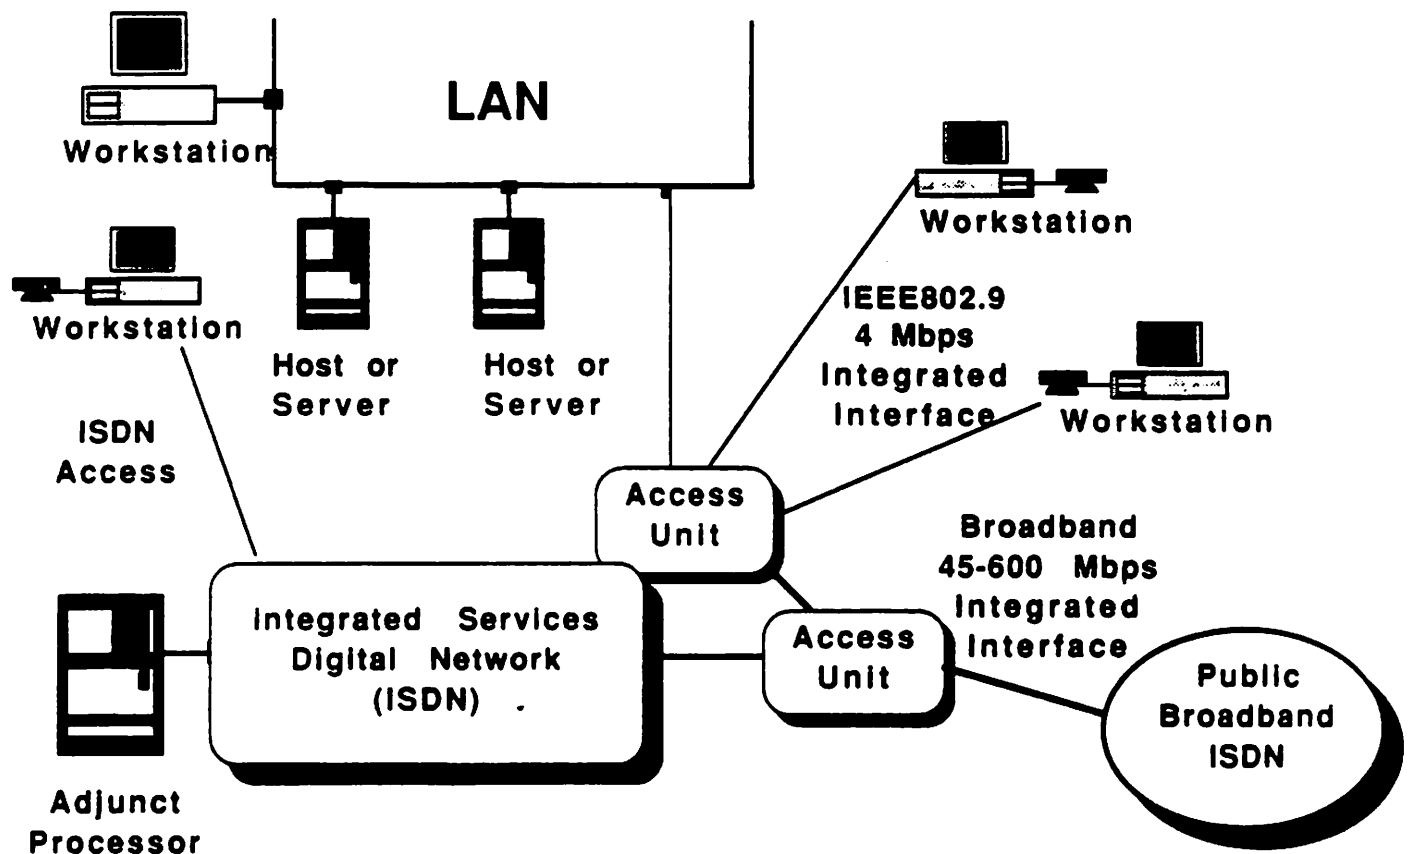 LAN
Workstation
Workstation
Workstation
IEEE802.9
4 Mbps
Integrated
Interface
Host or
Server
Host or
Server
Workstation
ISDN
Access
Access
Unit
Broadband
45-600 Mbps
Integrated
Interface
Integrated Services
Digital Network
(ISDN) .
Access
Unit
Public
Broadband
ISDN
Adjunct
Processor